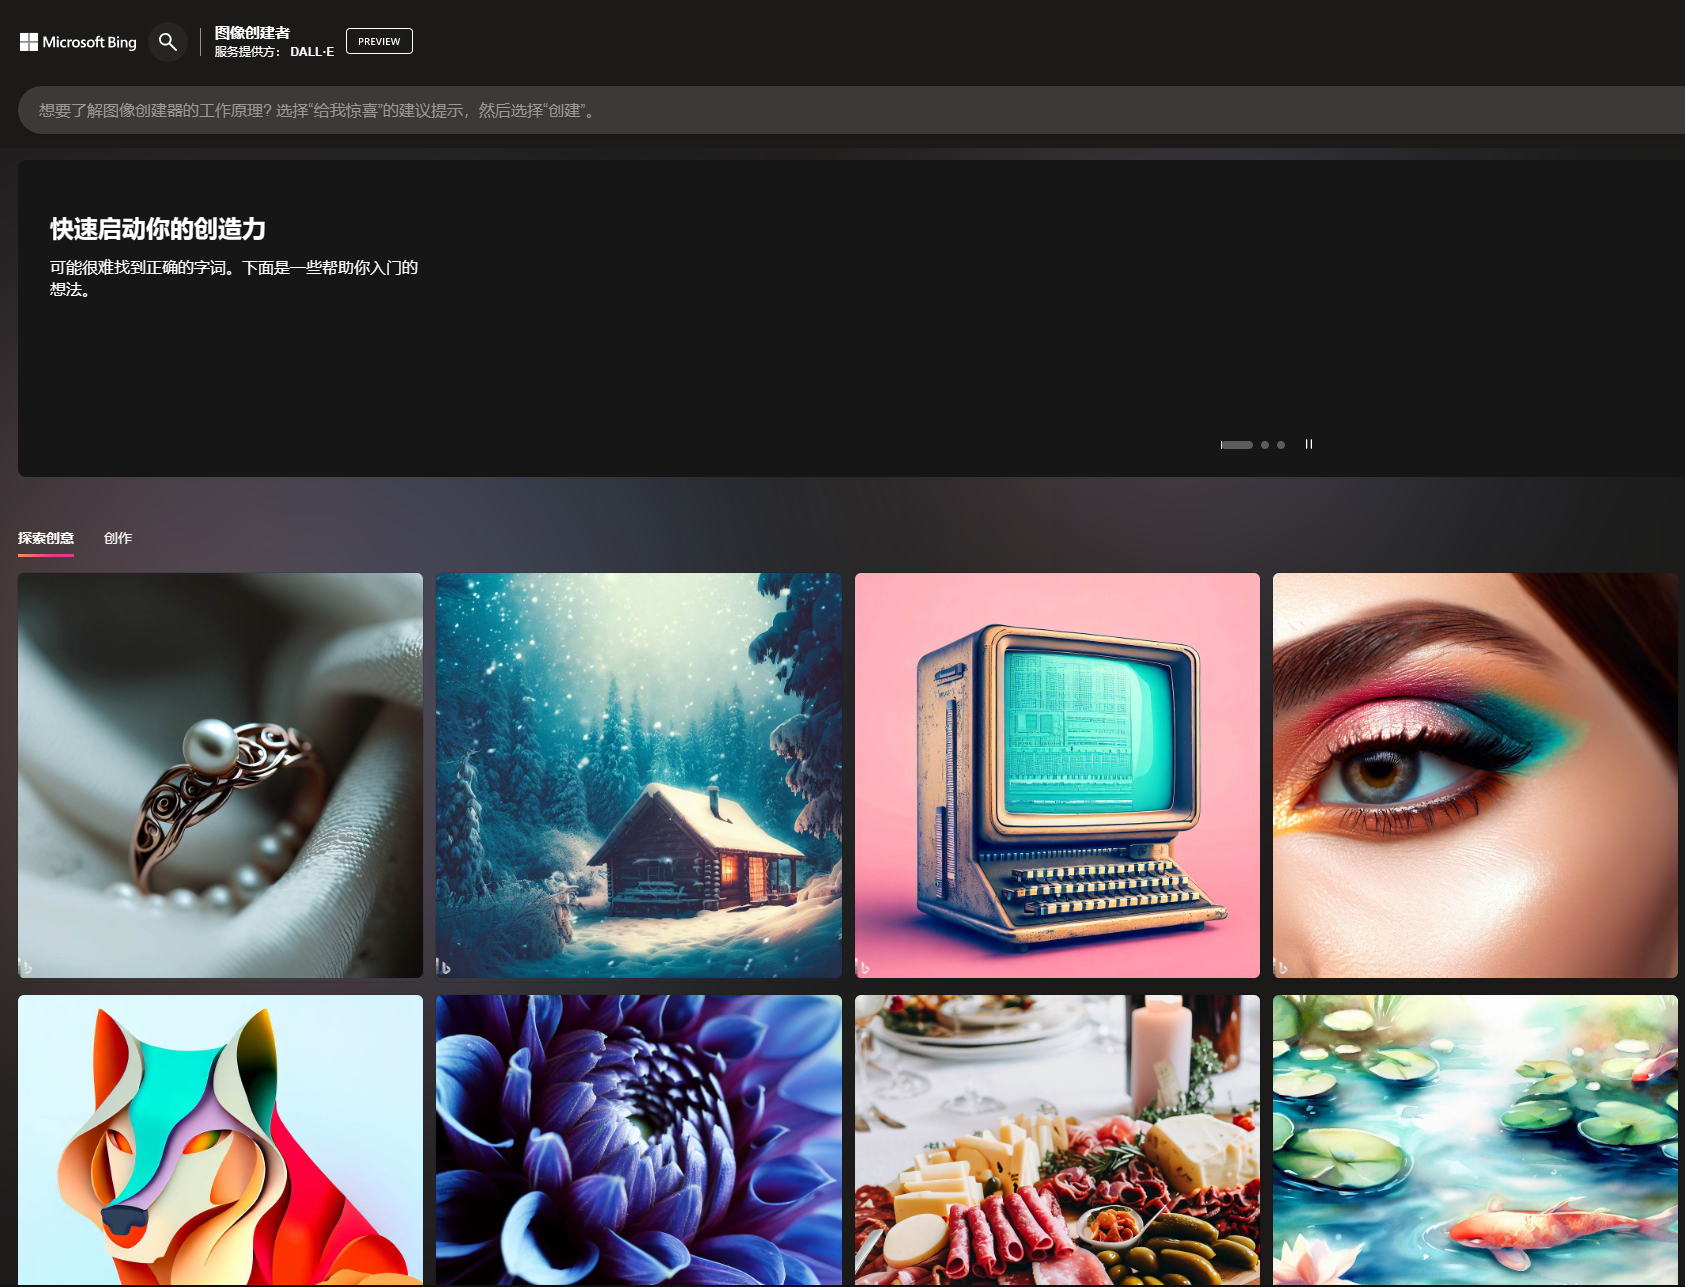 Microsoft Bing
图像创建者
服务提供方： DALL·E
PREVIEW
想要了解图像创建器的工作原理? 选择“给我惊喜”的建议提示，然后选择“创建”。
快速启动你的创造力
可能很难找到正确的字词。下面是一些帮助你入门的
想法。
探索创意
创作